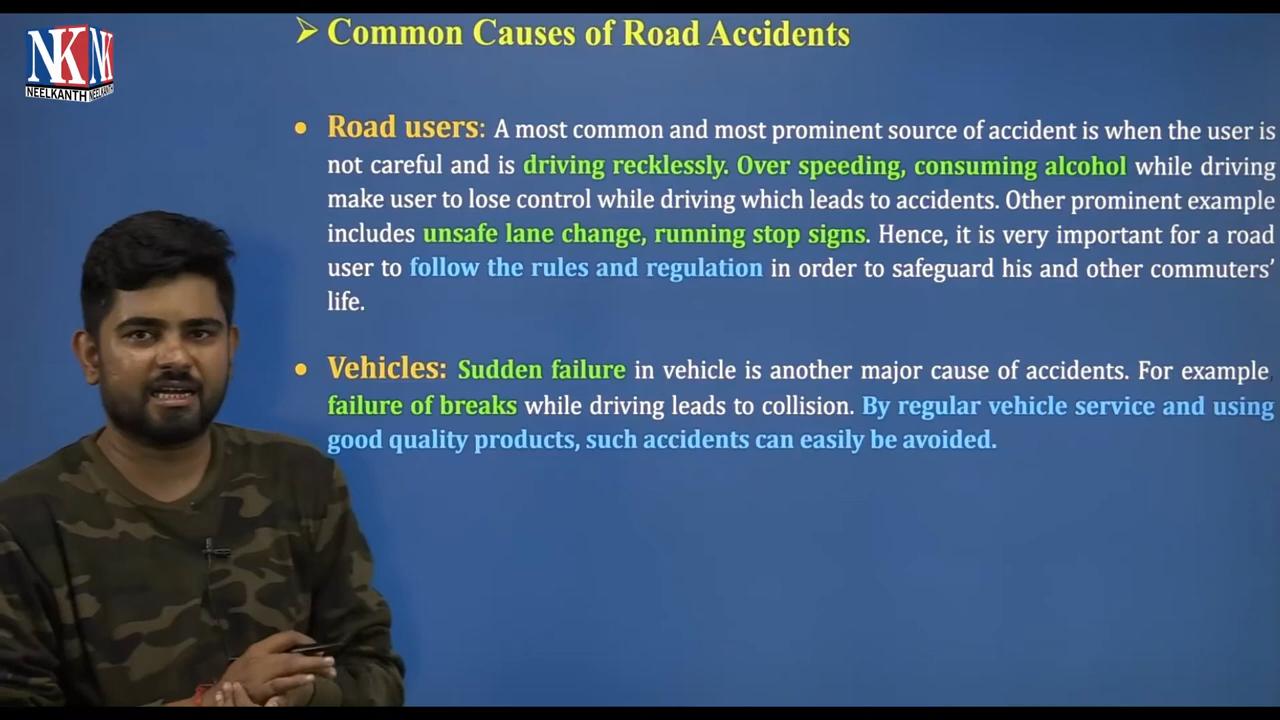 NK NK
NEELKANTH NEELKANTH
➤ Common Causes of Road Accidents
• Road users: A most common and most prominent source of accident is when the user is
not careful and is driving recklessly. Over speeding, consuming alcohol while driving
make user to lose control while driving which leads to accidents. Other prominent example
includes unsafe lane change, running stop signs. Hence, it is very important for a road
user to follow the rules and regulation in order to safeguard his and other commuters’
life.
• Vehicles: Sudden failure in vehicle is another major cause of accidents. For example,
failure of breaks while driving leads to collision. By regular vehicle service and using
good quality products, such accidents can easily be avoided.